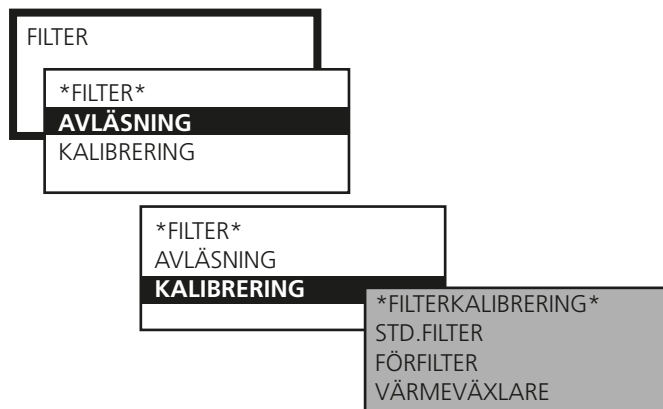 FILTER
*FILTER*
AVLÄSNING
KALIBRERING
*FILTER*
AVLÄSNING
KALIBRERING
*FILTERKALIBRERING*
STD.FILTER
FÖRFILTER
VÄRMEVÄXLARE